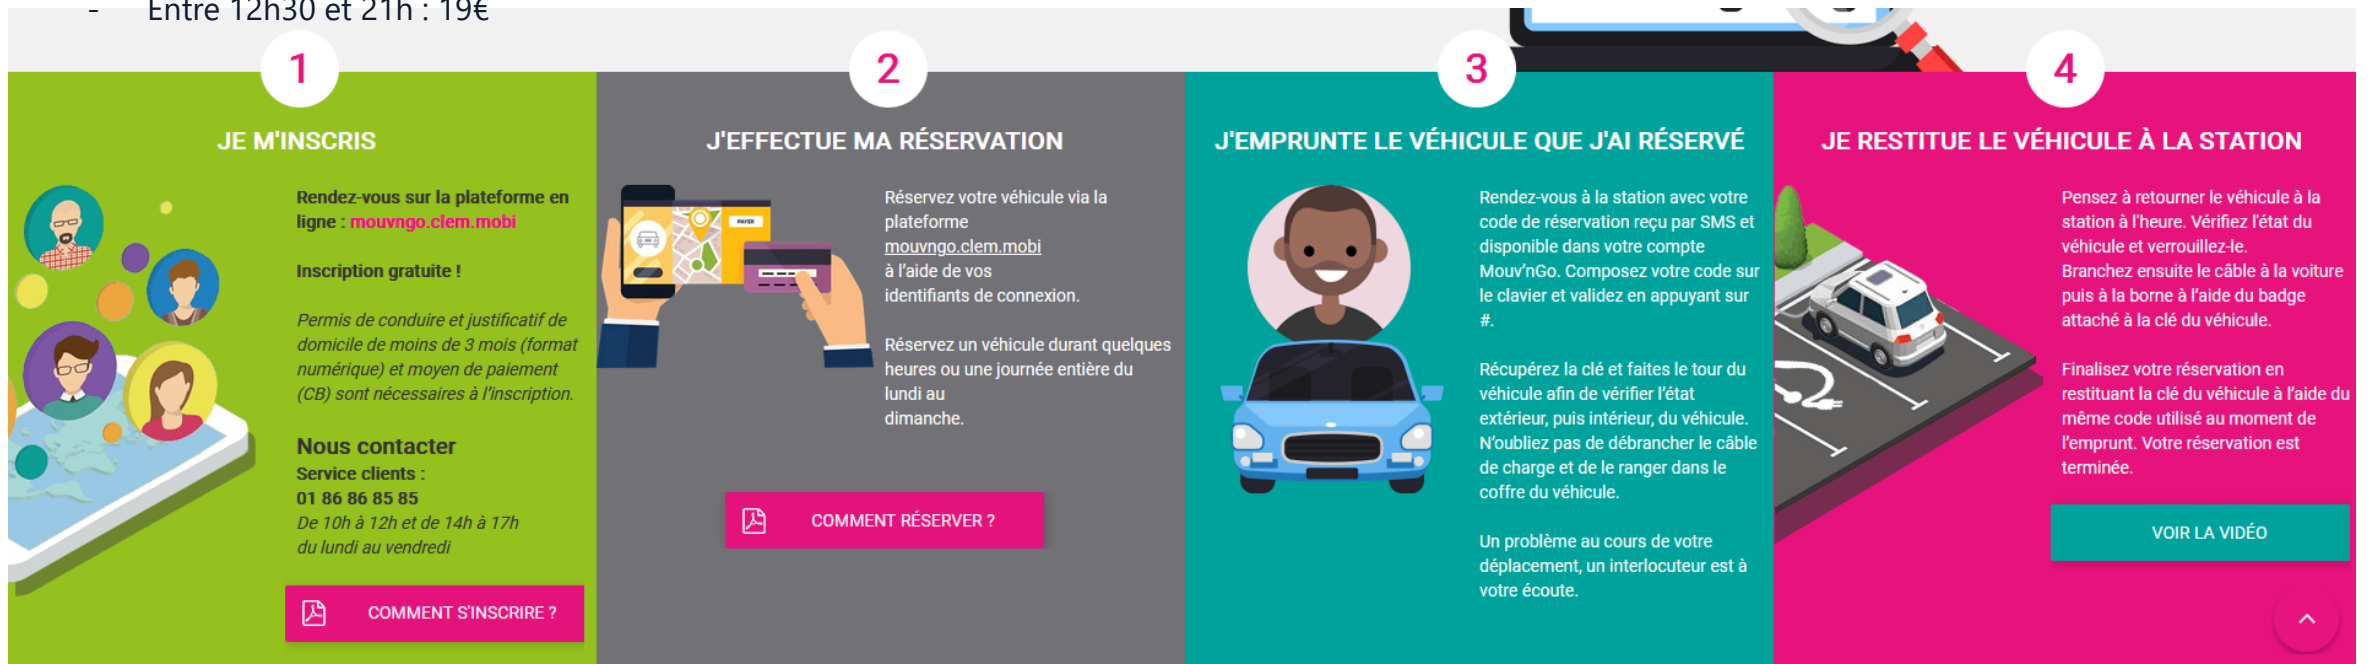 - Entre 12h30 et 21h : 19€
1
JE M'INSCRIS
Rendez-vous sur la plateforme en
ligne : mouvngo.clem.mobi
Inscription gratuite !
Permis de conduire et justificatif de
domicile de moins de 3 mois (format
numérique) et moyen de paiement
(CB) sont nécessaires à l'inscription.
Nous contacter
Service clients :
01 86 86 85 85
De 10h à 12h et de 14h à 17h
du lundi au vendredi
COMMENT S'INSCRIRE ?
2
J'EFFECTUE MA RÉSERVATION
PAYER
Réservez votre véhicule via la
plateforme
mouvngo.clem.mobi
à l'aide de vos
identifiants de connexion.
Réservez un véhicule durant quelques
heures ou une journée entière du
lundi au
dimanche.
COMMENT RÉSERVER ?
3
J'EMPRUNTE LE VÉHICULE QUE J'AI RÉSERVÉ
Rendez-vous à la station avec votre
code de réservation reçu par SMS et
disponible dans votre compte
Mouv'nGo. Composez votre code sur
le clavier et validez en appuyant sur
#.
Récupérez la clé et faites le tour du
véhicule afin de vérifier l'état
extérieur, puis intérieur, du véhicule.
N'oubliez pas de débrancher le câble
de charge et de le ranger dans le
coffre du véhicule.
Un problème au cours de votre
déplacement, un interlocuteur est à
votre écoute.
4
JE RESTITUE LE VÉHICULE À LA STATION
Pensez à retourner le véhicule à la
station à l'heure. Vérifiez l'état du
véhicule et verrouillez-le.
Branchez ensuite le câble à la voiture
puis à la borne à l'aide du badge
attaché à la clé du véhicule.
Finalisez votre réservation en
restituant la clé du véhicule à l'aide du
même code utilisé au moment de
l'emprunt. Votre réservation est
terminée.
VOIR LA VIDÉO